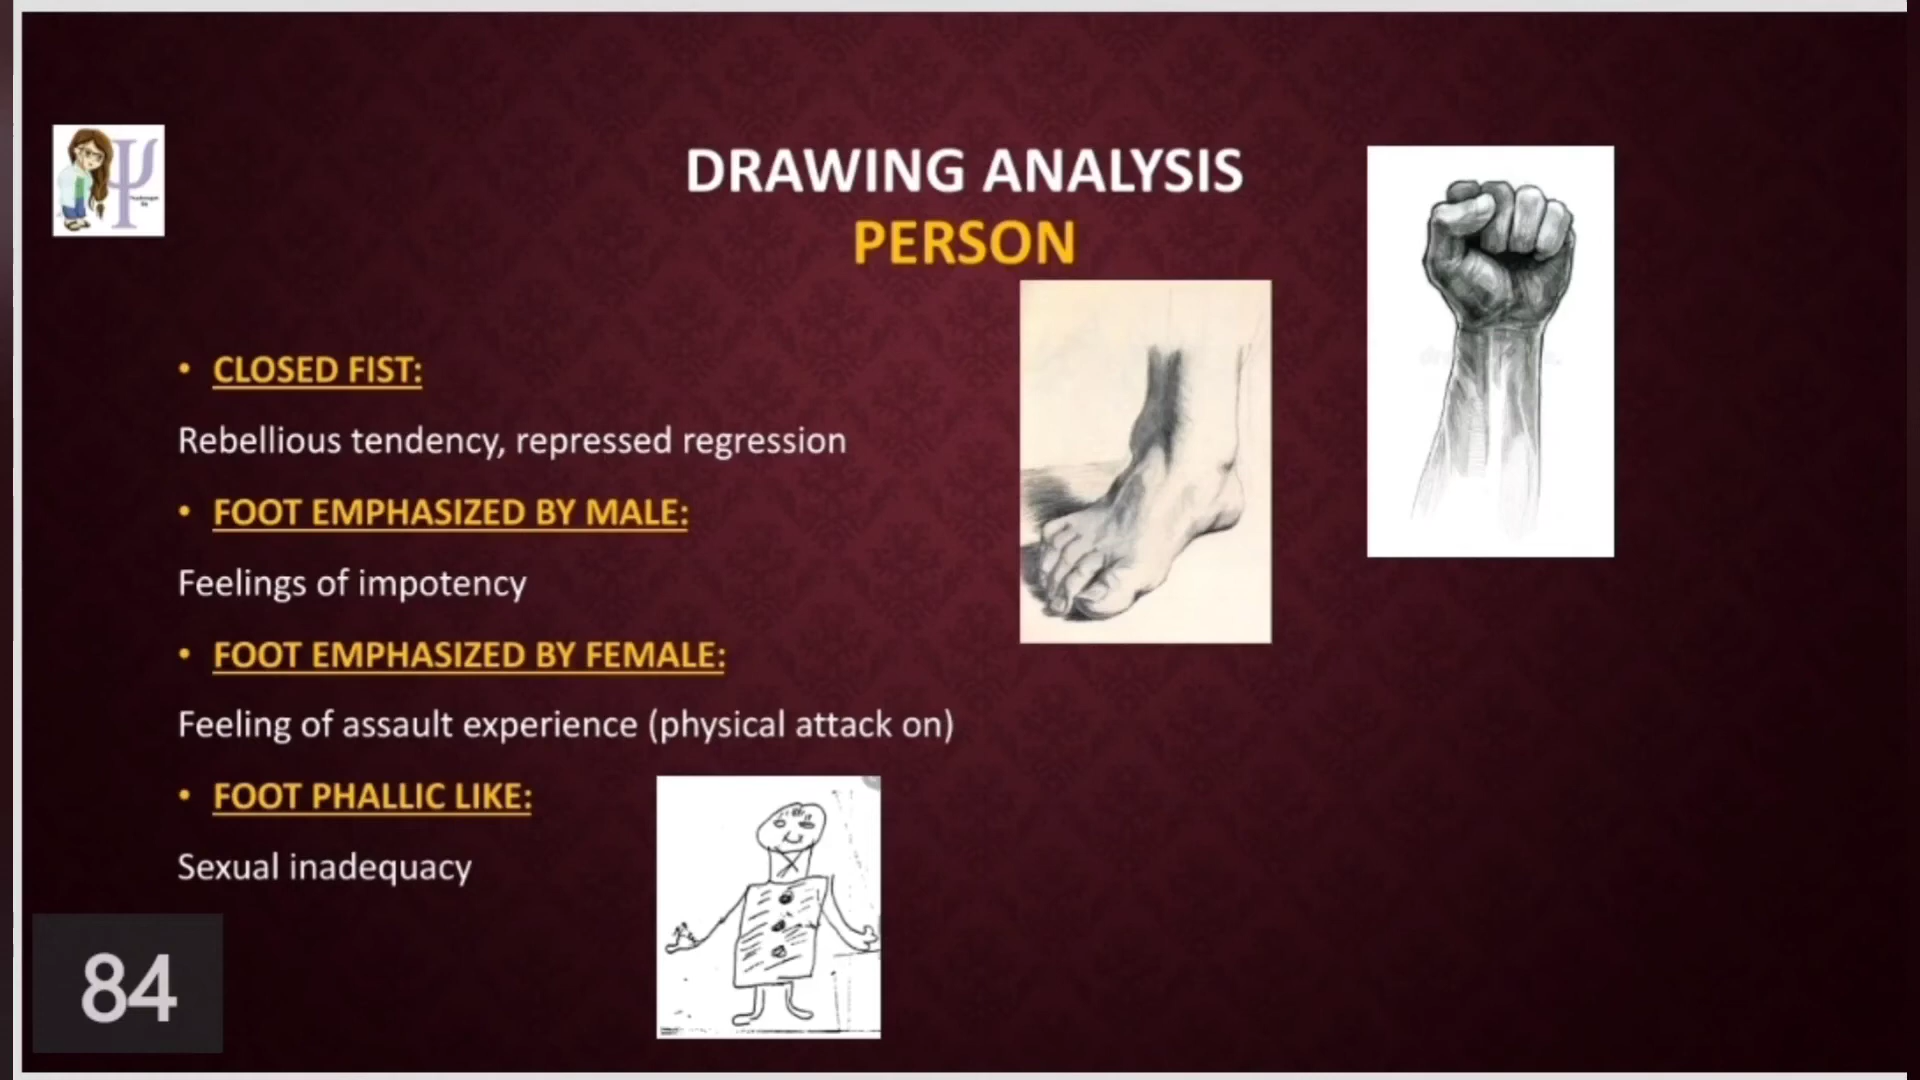 DRAWING ANALYSIS
PERSON
• CLOSED FIST:
Rebellious tendency, repressed regression
• FOOT EMPHASIZED BY MALE:
Feelings of impotency
• FOOT EMPHASIZED BY FEMALE:
Feeling of assault experience (physical attack on)
• FOOT PHALLIC LIKE:
Sexual inadequacy
84